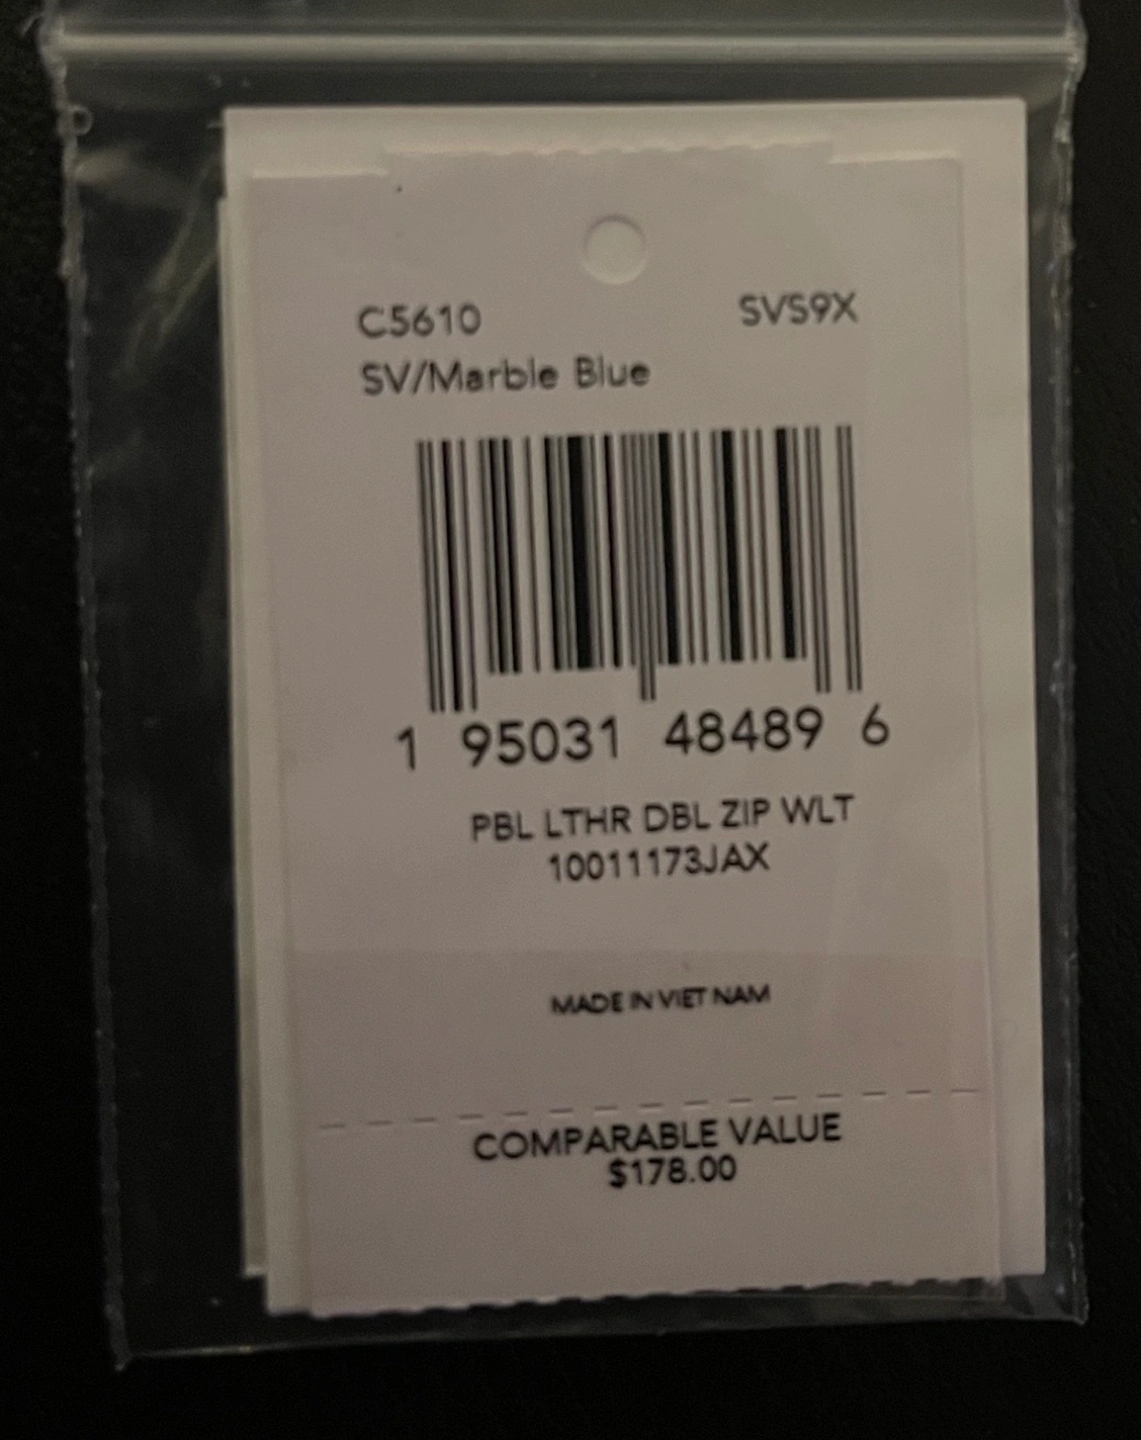 C5610 SVS9X
SV/Marble Blue
1 95031 48489 6
PBL LTHR DBL ZIP WLT
10011173JAX
MADE IN VIET NAM
COMPARABLE VALUE
$178.00